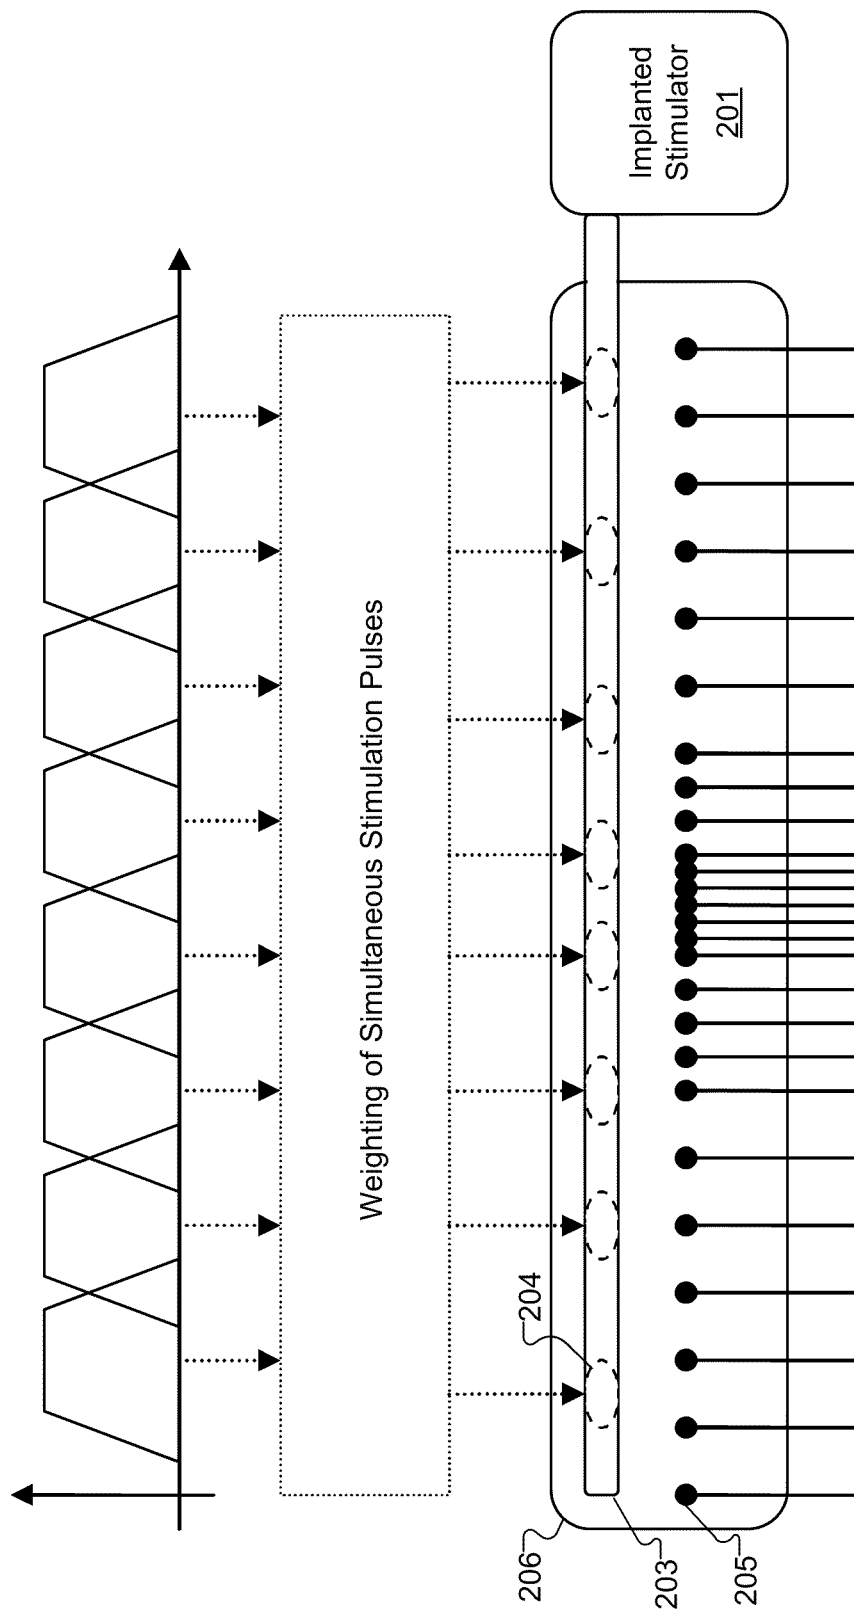 Implanted
Stimulator
201
Weighting of Simultaneous Stimulation Pulses
204
206
203
205